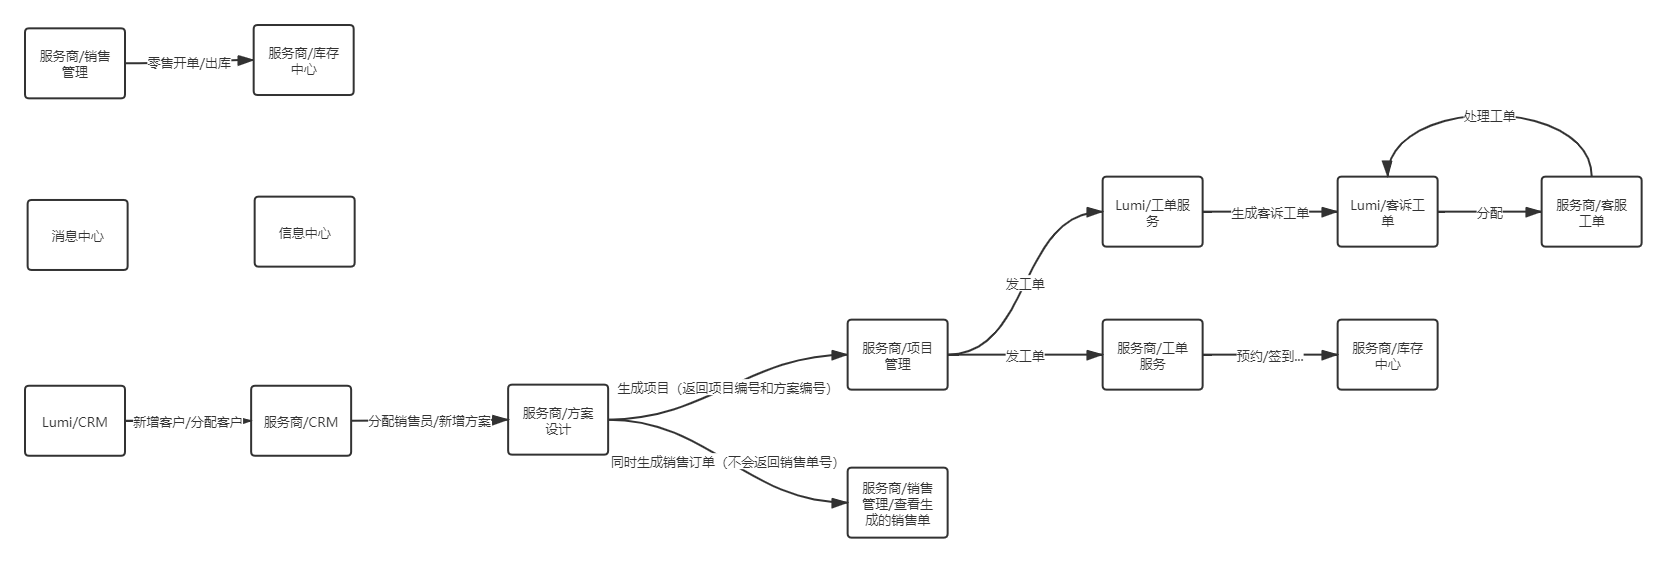 服务商/销售
管理
零售开单/出库
服务商/库存
中心
处理工单
Lumi/工单服
务
生成客诉工单
Lumi/客诉工
单
分配
服务商/客服
工单
消息中心
信息中心
发工单
服务商/项目
管理
发工单
服务商/工单
服务
预约/签到...
服务商/库存
中心
生成项目（返回项目编号和方案编号）
Lumi/CRM
新增客户/分配客户
服务商/CRM
分配销售员/新增方案
服务商/方案
设计
同时生成销售订单（不会返回销售单号）
服务商/销售
管理/查看生
成的销售单